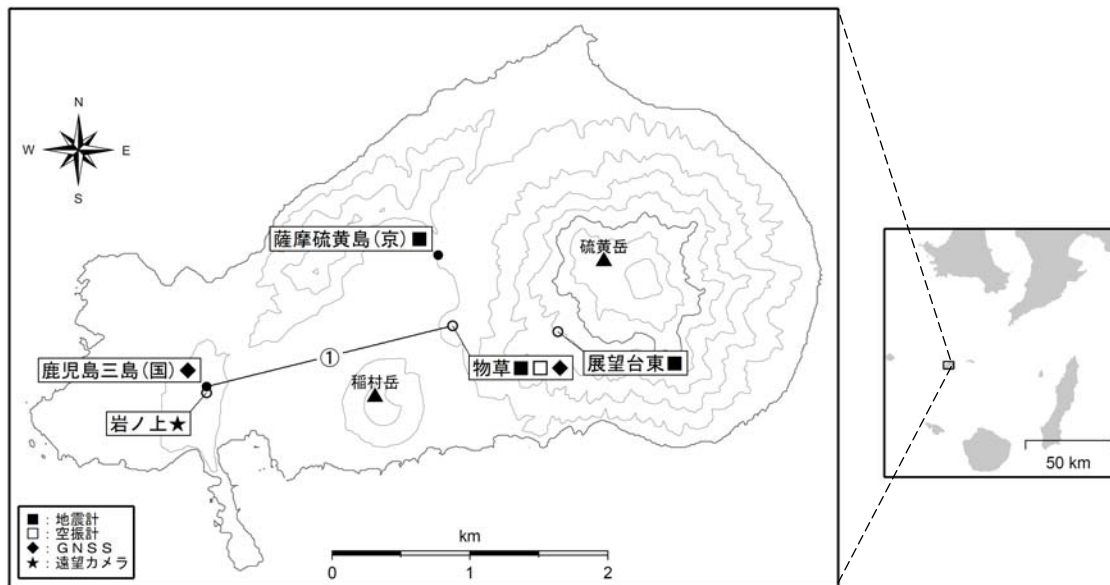 N
W E
S
薩摩硫黄島(京)■
硫黄岳
①
鹿児島三島(国)◆
物草■□◆
展望台東■
稲村岳
岩ノ上★
■：地震計
□：空振計
◆：ＧＮＳＳ
★：遠望カメラ
km
0 1 2
50 km